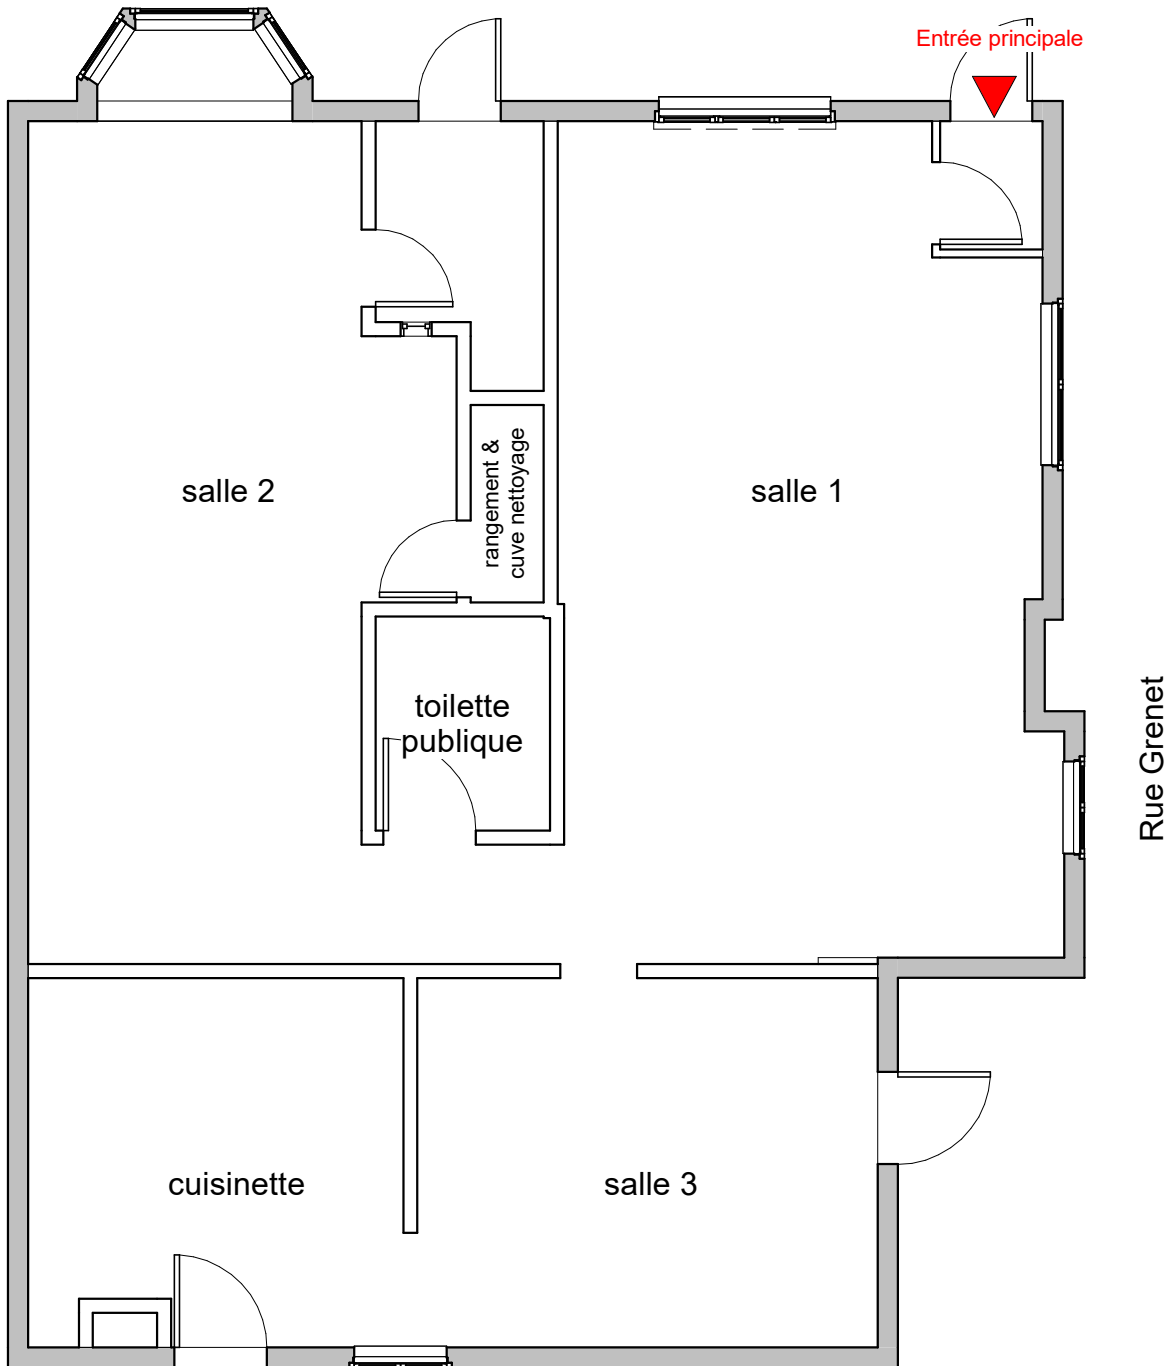 Entrée principale
salle 2
rangement &
cuve nettoyage
salle 1
toilette
publique
Rue Grenet
cuisinette
salle 3